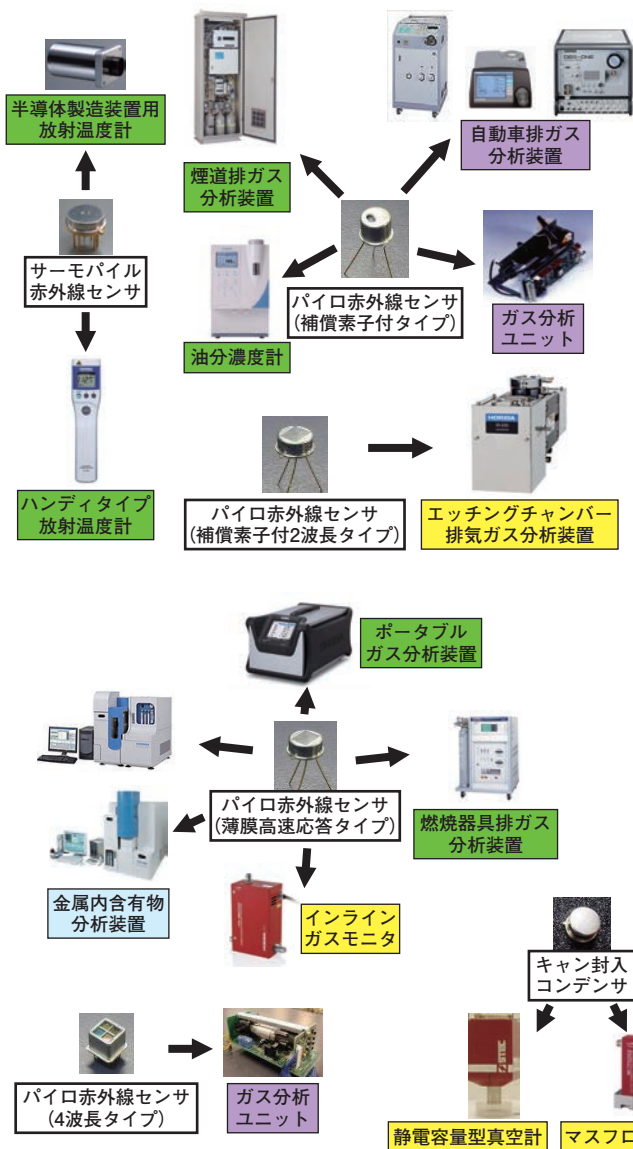 半導体製造装置用
放射温度計
煙道排ガス
分析装置
自動車排ガス
分析装置
サーモパイル
赤外線センサ
パイロ赤外線センサ
(補償素子付タイプ)
ガス分析
ユニット
油分濃度計
HORIBA
ハンディタイプ
放射温度計
パイロ赤外線センサ
(補償素子付2波長タイプ)
エッチングチャンバー
排気ガス分析装置
ポータブル
ガス分析装置
パイロ赤外線センサ
(薄膜高速応答タイプ)
燃焼器具排ガス
分析装置
金属内含有物
分析装置
インライン
ガスモニタ
キャン封入
コンデンサ
STEC
パイロ赤外線センサ
(4波長タイプ)
ガス分析
ユニット
静電容量型真空計
マスフロ